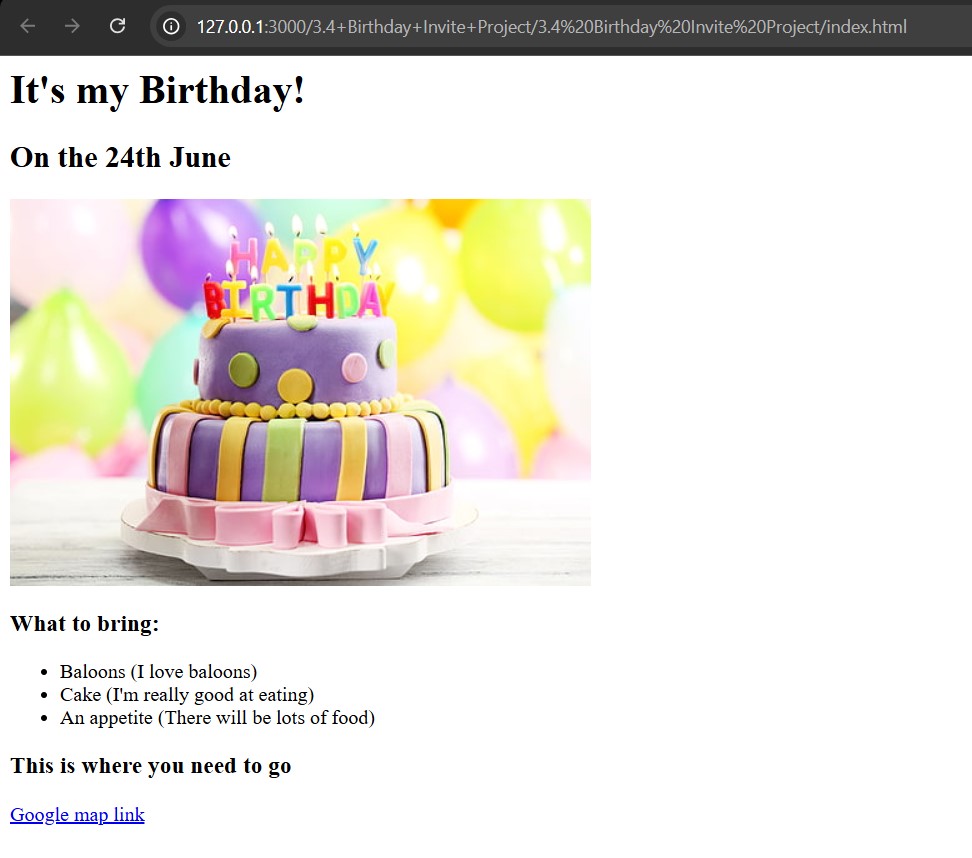 127.0.0.1:3000/3.4+Birthday+Invite+Project/3.4%20Birthday%20Invite%20Project/index.html
It's my Birthday!
On the 24th June
HAPPY
BIRTHDAY
What to bring:
Baloons (I love baloons)
Cake (I'm really good at eating)
An appetite (There will be lots of food)
This is where you need to go
Google map link